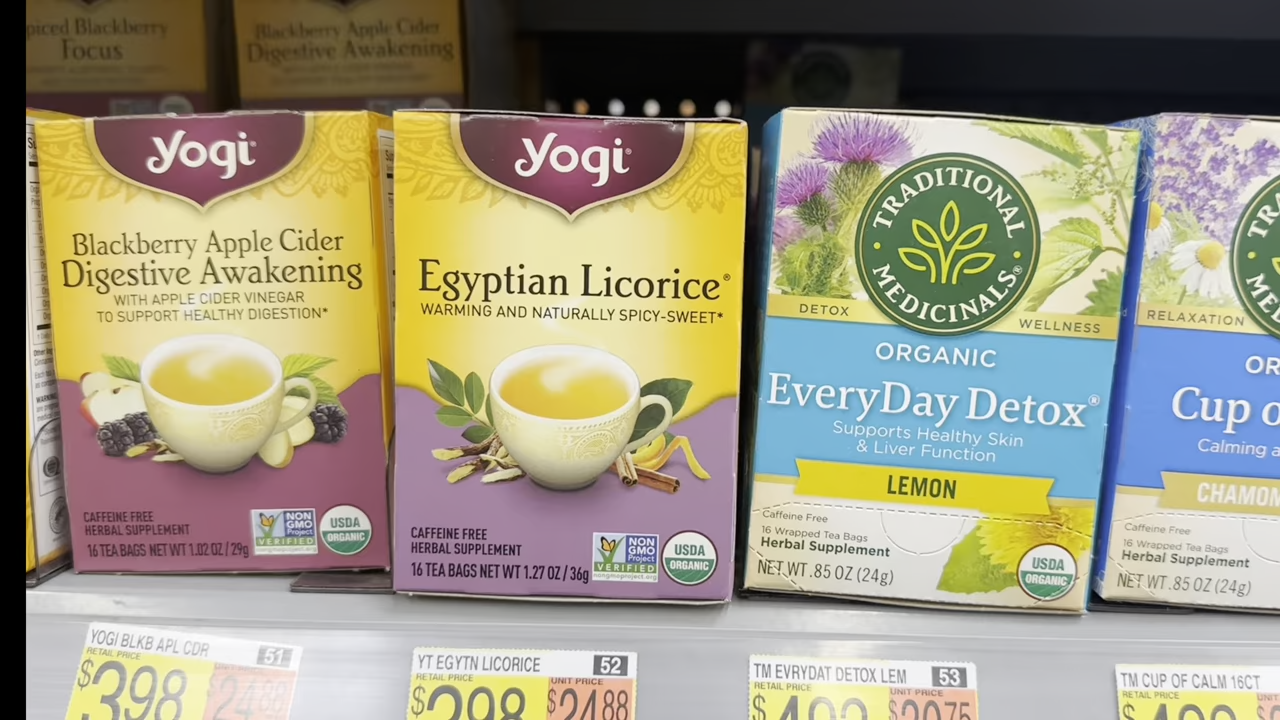 Spiced Blackberry
Focus
Blackberry Apple Cider
Digestive Awakening
yogi®
Blackberry Apple Cider
Digestive Awakening
WITH APPLE CIDER VINEGAR
TO SUPPORT HEALTHY DIGESTION*
CAFFEINE FREE
HERBAL SUPPLEMENT
16 TEA BAGS NET WT 1.02 OZ / 29g
NON
GMO
Project
VERIFIED
nongmoproject.org
USDA
ORGANIC
yogi®
Egyptian Licorice®
WARMING AND NATURALLY SPICY-SWEET*
CAFFEINE FREE
HERBAL SUPPLEMENT
16 TEA BAGS NET WT 1.27 OZ / 36g
NON
GMO
Project
VERIFIED
nongmoproject.org
USDA
ORGANIC
TRADITIONAL
MEDICINALS®
DETOX
WELLNESS
ORGANIC
EveryDay Detox®
Supports Healthy Skin
& Liver Function
LEMON
Caffeine Free
16 Wrapped Tea Bags
Herbal Supplement
NET WT .85 OZ (24g)
USDA
ORGANIC
RELAXATION
Cup
Calming
Caffeine Free
16 Wrapped Tea Bags
Herbal Supplement
NET WT .85 OZ (24g)
YOGI BLKB APL CDR 51
RETAIL PRICE
$3.98
YT EGYTN LICORICE 52
RETAIL PRICE UNIT PRICE
$24.88
TM EVRYDAT DETOX LEM 53
RETAIL PRICE UNIT PRICE
TM CUP OF CALM 16CT
RETAIL PRICE